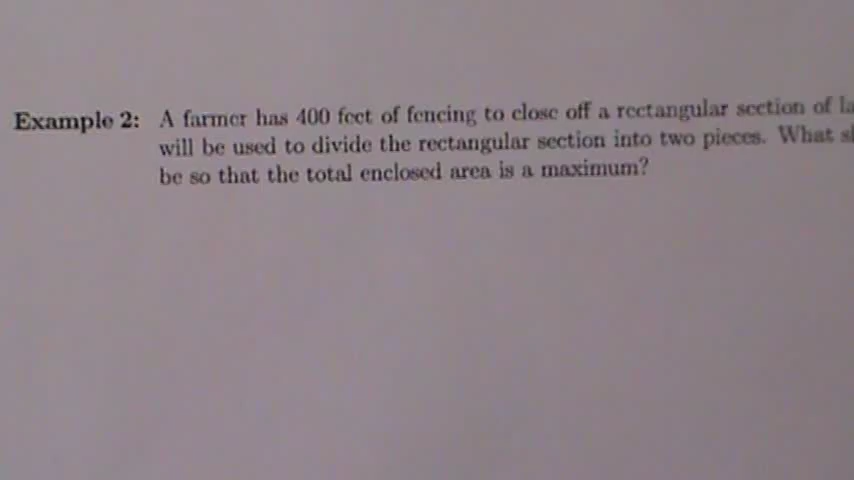 Example 2: A farmer has 400 feet of fencing to close off a rectangular section of
will be used to divide the rectangular section into two pieces. What
be so that the total enclosed area is a maximum?